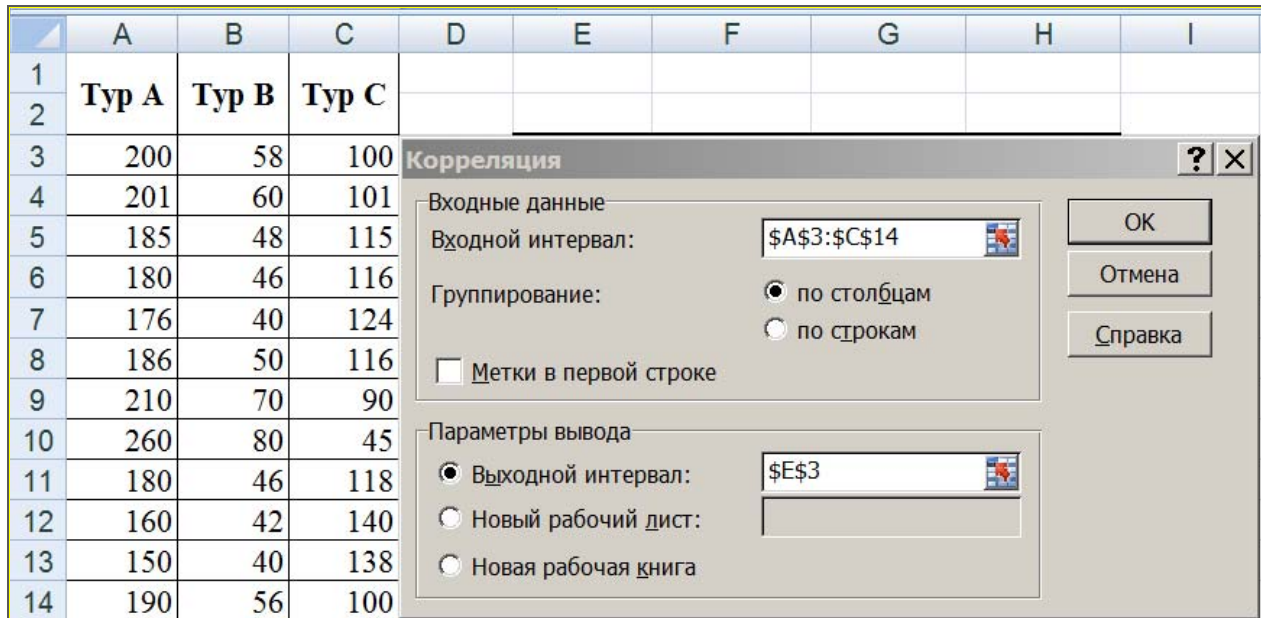 A B C D E F G H I
1
Тур A Тур B Тур C
2
3 200 58 100 Корреляция ?
4 201 60 101 Входные данные
OK
5 185 48 115 Входной интервал: $A$3:$C$14
6 180 46 116 Группирование: по столбцам Отмена
7 176 40 124 по строкам Справка
8 186 50 116 Метки в первой строке
9 210 70 90
10 260 80 45 Параметры вывода
11 180 46 118 Выходной интервал: $E$3
12 160 42 140 Новый рабочий лист:
13 150 40 138 Новая рабочая книга
14 190 56 100